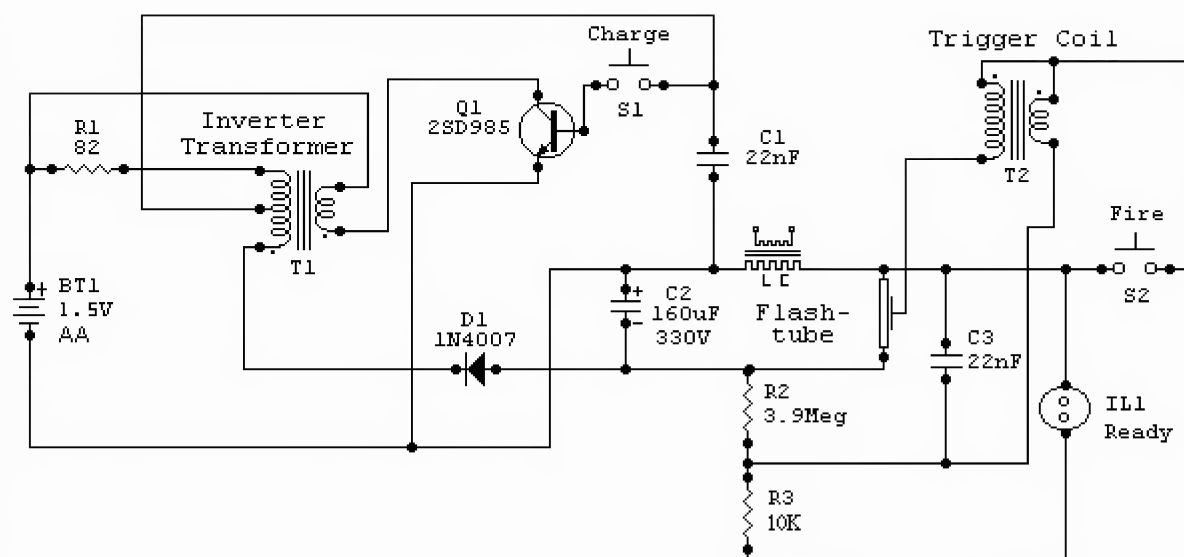 Charge
S1
Trigger Coil
Q1
2SD985
R1
82
Inverter
Transformer
C1
22nF
T2
T1
Fire
S2
BT1
1.5V
AA
+
+
-
C2
160uF
330V
L C
Flash-
tube
D1
1N4007
C3
22nF
R2
3.9Meg
IL1
Ready
R3
10K